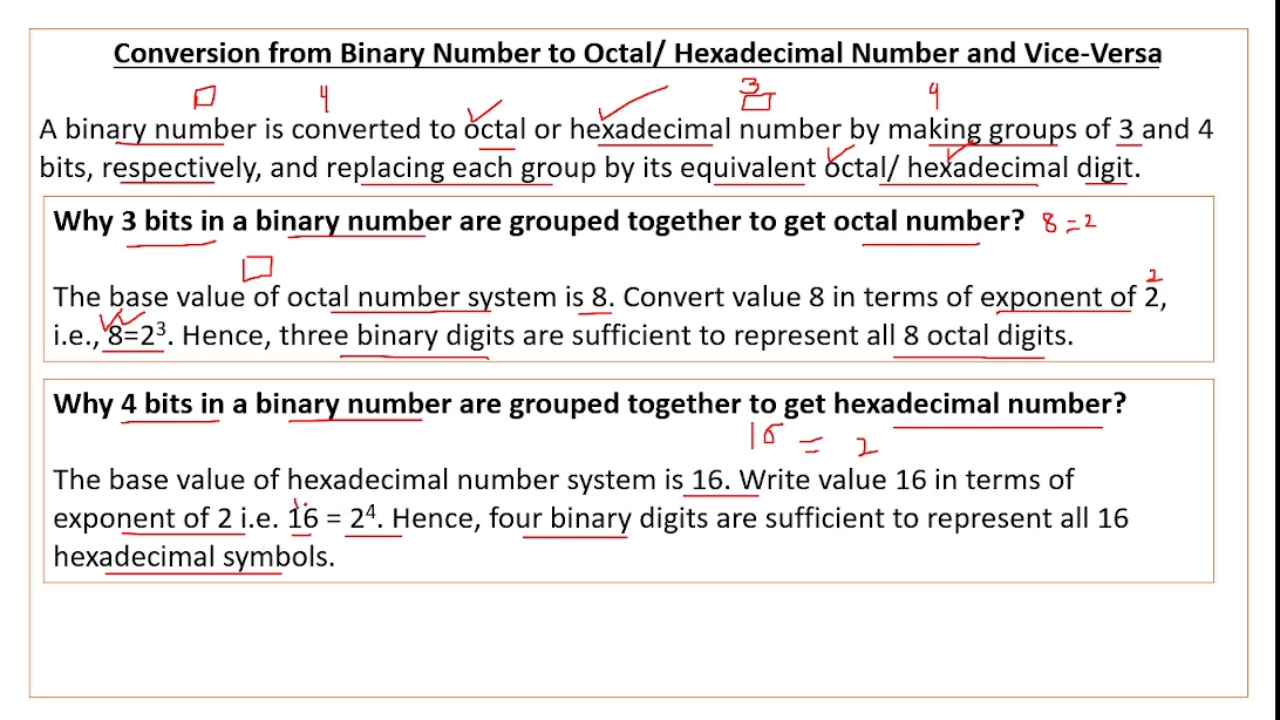 Conversion from Binary Number to Octal/ Hexadecimal Number and Vice-Versa
4 3 9
A binary number is converted to octal or hexadecimal number by making groups of 3 and 4
bits, respectively, and replacing each group by its equivalent octal/ hexadecimal digit.
Why 3 bits in a binary number are grouped together to get octal number? 8 = 2
2
The base value of octal number system is 8. Convert value 8 in terms of exponent of 2,
i.e., 8=2³. Hence, three binary digits are sufficient to represent all 8 octal digits.
Why 4 bits in a binary number are grouped together to get hexadecimal number?
16 = 2
The base value of hexadecimal number system is 16. Write value 16 in terms of
exponent of 2 i.e. 16 = 2⁴. Hence, four binary digits are sufficient to represent all 16
hexadecimal symbols.